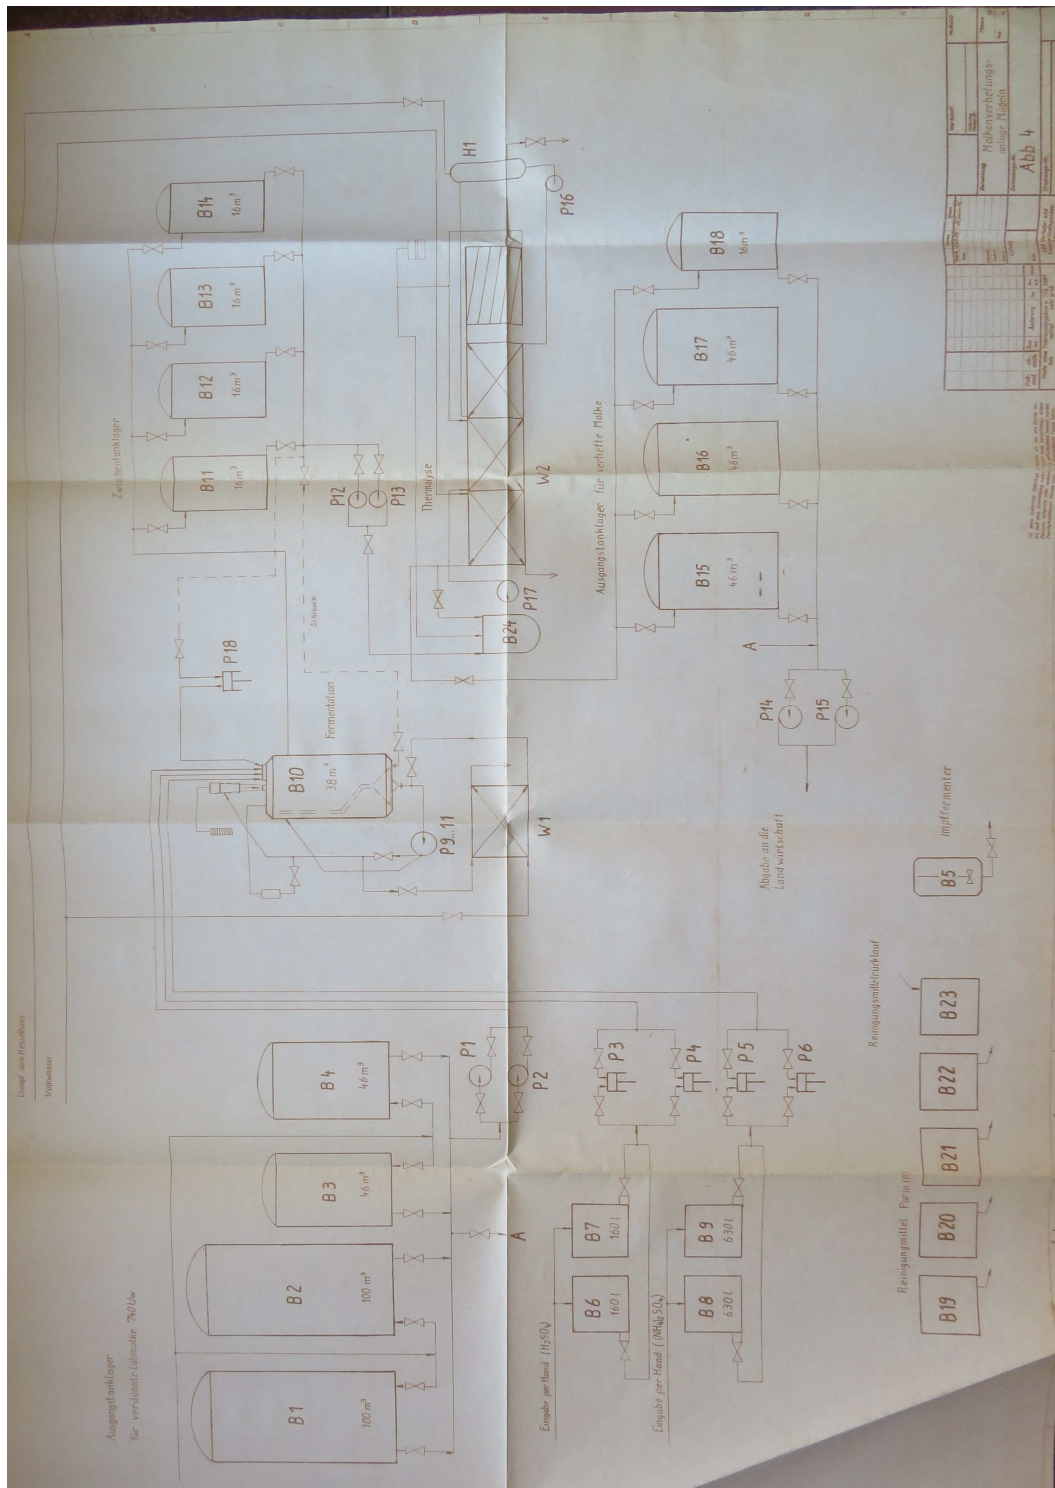 Dampf vom Kesselhaus
Trinkwasser
Ausgangstanklager
für verdünnte Labmolke
B1
100 m³
B2
100 m³
B3
46 m³
B4
46 m³
A
P1
P2
Eingabe per Hand (H₂SO₄)
B6
160 l
B7
160 l
P3
P4
Eingabe per Hand ((NH₄)₂SO₄)
B8
630 l
B9
630 l
P5
P6
Reinigungsmittel
B19
B20
B21
B22
B23
Reinigungsmittelrücklauf
Fermentation
B10
38 m³
P9...11
W1
P18
Schlauch
Impffermenter
B5
Abgabe an die
Landwirtschaft
P14
P15
A
Zwischentanklager
B11
16 m³
B12
16 m³
B13
16 m³
B14
16 m³
P12
P13
Thermolyse
B24
P17
W2
H1
P16
Ausgangstanklager für verhefte Molke
B15
46 m³
B16
46 m³
B17
46 m³
B18
16 m³
Molkenverhefungs-
anlage Mügeln
Abb 4